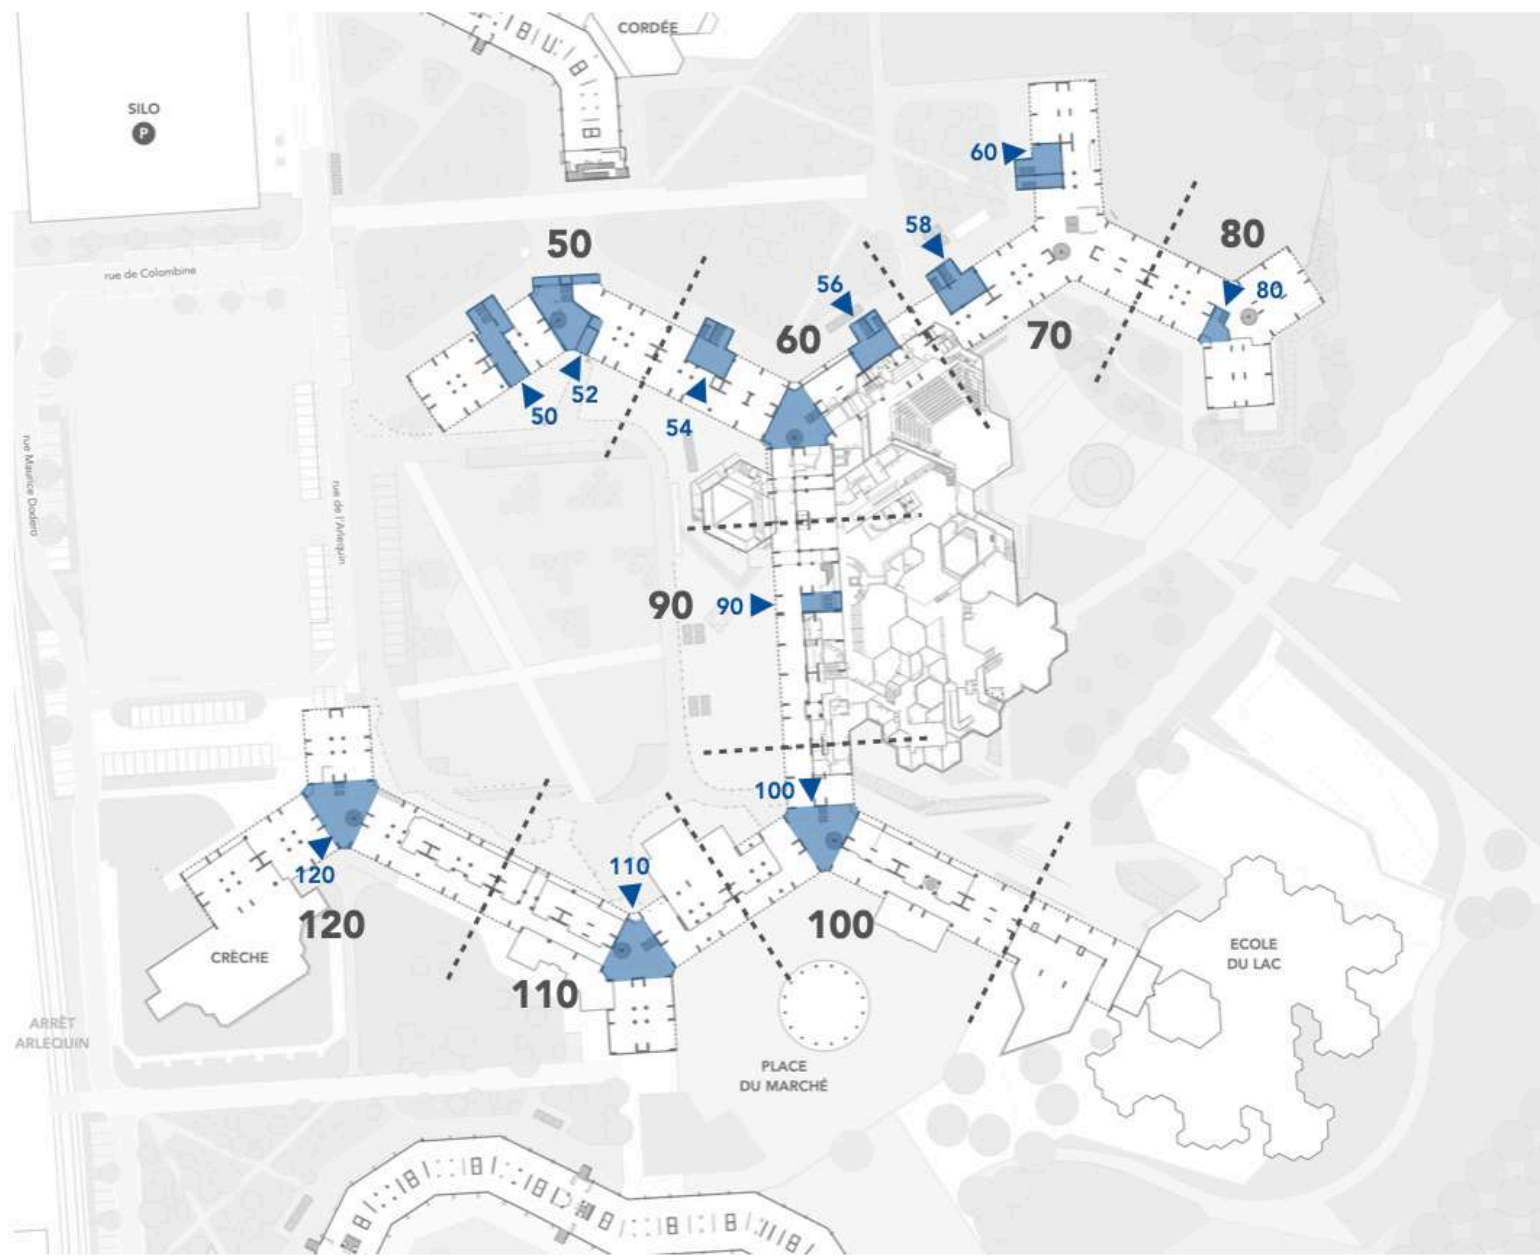 CORDÉE
SILO
P
60
58
80
50
rue de Colombine
80
56
60
70
52
50
54
rue Maurice Dodero
rue de l'Arlequin
90
90
100
110
120
120
100
ECOLE
DU LAC
CRÈCHE
110
ARRÊT
ARLEQUIN
PLACE
DU MARCHÉ